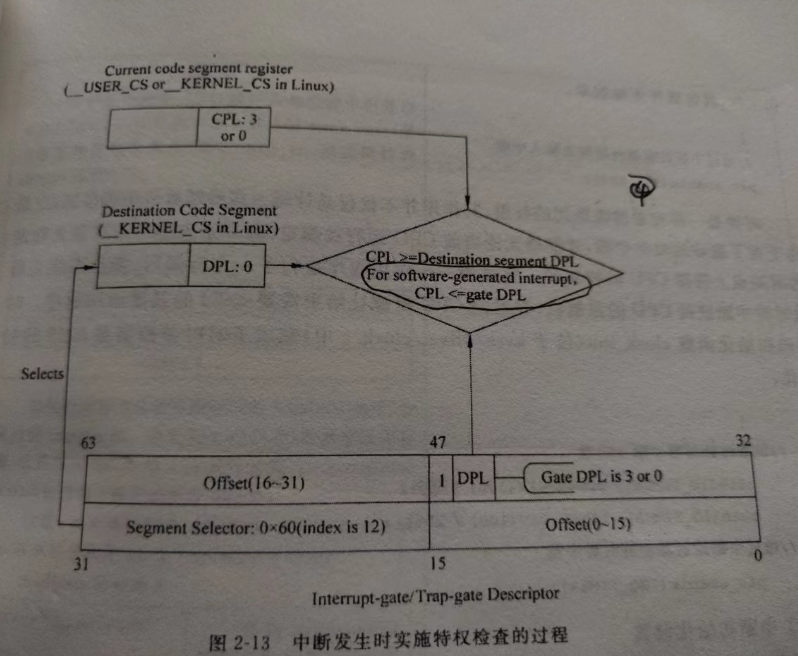 Current code segment register
(__USER_CS or__KERNEL_CS in Linux)
CPL: 3
or 0
④
Destination Code Segment
(__KERNEL_CS in Linux)
DPL: 0
CPL >=Destination segment DPL
For software-generated interrupt,
CPL <=gate DPL
Selects
63
47
32
Offset(16~31)
1
DPL
Gate DPL is 3 or 0
Segment Selector: 0×60(index is 12)
Offset(0~15)
31
15
0
Interrupt-gate/Trap-gate Descriptor
图 2-13 中断发生时实施特权检查的过程